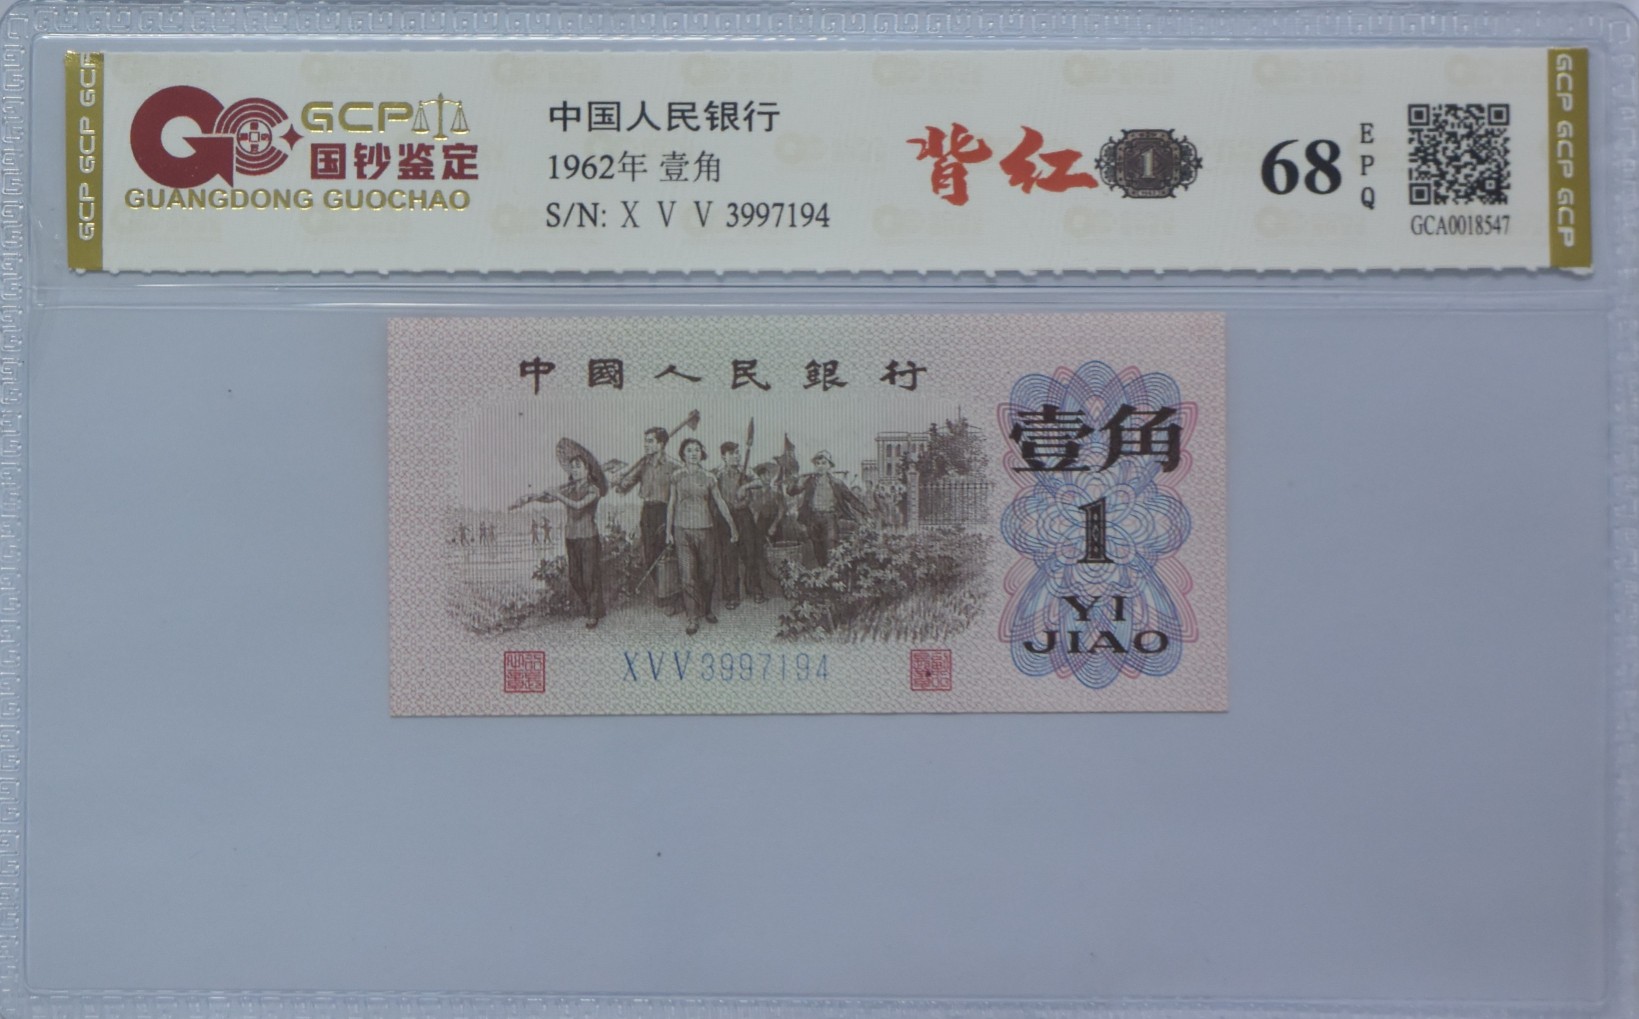 GCP GCP GCP
GCP
国钞鉴定
GUANGDONG GUOCHAO
中国人民银行
1962年 壹角
S/N: X V V 3997194
背红
1
68
EPQ
GCA0018547
GCP GCP GCP
中國人民銀行
壹角
1
YI
JIAO
XVV3997194